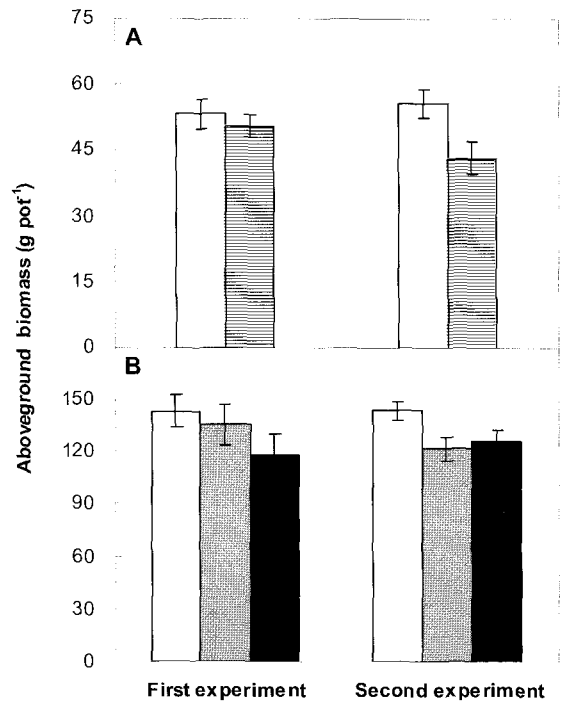 75
A
60
45
30
15
0
B
150
120
90
60
30
0
Aboveground biomass (g pot-1)
First experiment
Second experiment